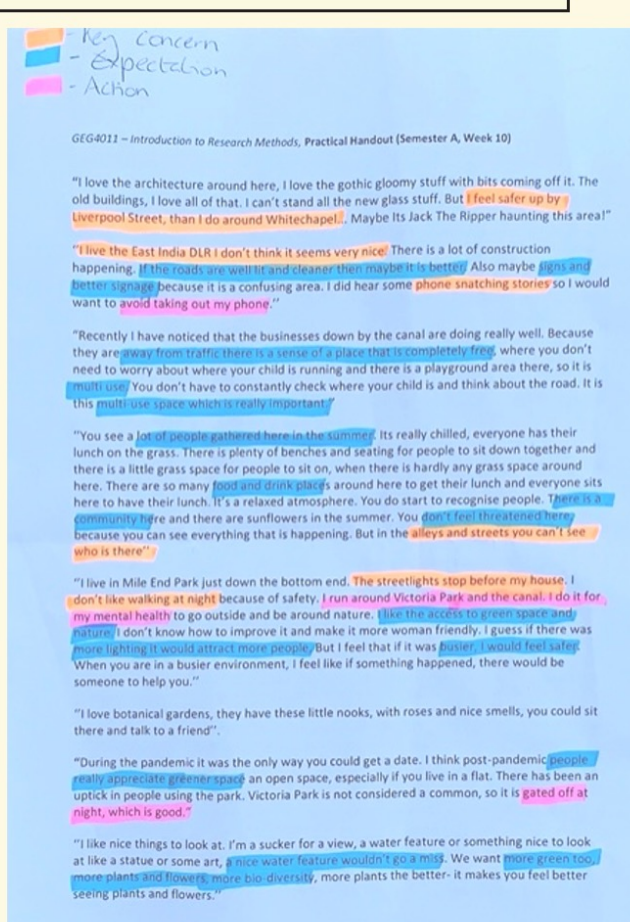 - Key Concern
- Expectation
- Action
GEG4011 – Introduction to Research Methods, Practical Handout (Semester A, Week 10)
"I love the architecture around here, I love the gothic gloomy stuff with bits coming off it. The
old buildings, I love all of that. I can't stand all the new glass stuff. But I feel safer up by
Liverpool Street, than I do around Whitechapel... Maybe Its Jack The Ripper haunting this area!"
"I live the East India DLR I don't think it seems very nice. There is a lot of construction
happening. If the roads are well lit and cleaner then maybe it is better. Also maybe signs and
better signage because it is a confusing area. I did hear some phone snatching stories so I would
want to avoid taking out my phone."
"Recently I have noticed that the businesses down by the canal are doing really well. Because
they are away from traffic there is a sense of a place that is completely free, where you don't
need to worry about where your child is running and there is a playground area there, so it is
multi use. You don't have to constantly check where your child is and think about the road. It is
this multi-use space which is really important."
"You see a lot of people gathered here in the summer. Its really chilled, everyone has their
lunch on the grass. There is plenty of benches and seating for people to sit down together and
there is a little grass space for people to sit on, when there is hardly any grass space around
here. There are so many food and drink places around here to get their lunch and everyone sits
here to have their lunch. It's a relaxed atmosphere. You do start to recognise people. There is a
community here and there are sunflowers in the summer. You don't feel threatened here,
because you can see everything that is happening. But in the alleys and streets you can't see
who is there"
"I live in Mile End Park just down the bottom end. The streetlights stop before my house. I
don't like walking at night because of safety. I run around Victoria Park and the canal. I do it for
my mental health to go outside and be around nature. I like the access to green space and
nature. I don't know how to improve it and make it more woman friendly. I guess if there was
more lighting it would attract more people. But I feel that if it was busier, I would feel safer.
When you are in a busier environment, I feel like if something happened, there would be
someone to help you."
"I love botanical gardens, they have these little nooks, with roses and nice smells, you could sit
there and talk to a friend".
"During the pandemic it was the only way you could get a date. I think post-pandemic people
really appreciate greener space an open space, especially if you live in a flat. There has been an
uptick in people using the park. Victoria Park is not considered a common, so it is gated off at
night, which is good."
"I like nice things to look at. I'm a sucker for a view, a water feature or something nice to look
at like a statue or some art, a nice water feature wouldn't go a miss. We want more green too,
more plants and flowers, more bio-diversity, more plants the better- it makes you feel better
seeing plants and flowers."